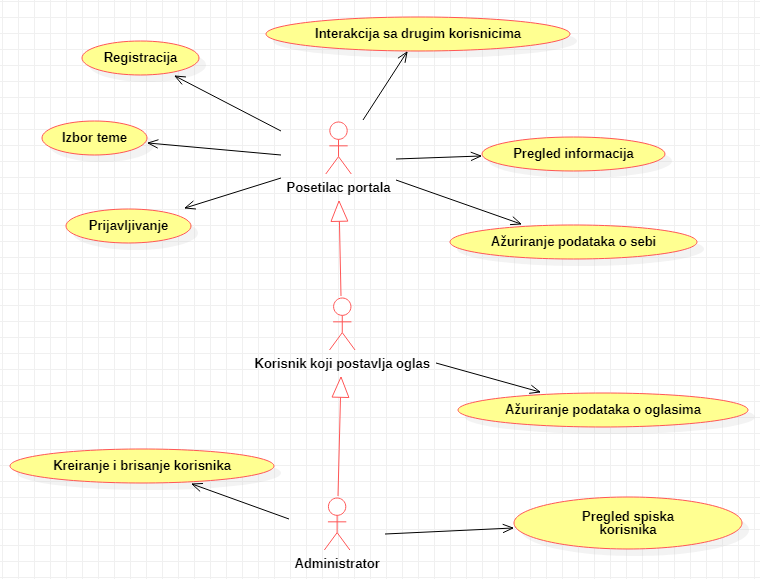 Interakcija sa drugim korisnicima
Registracija
Izbor teme
Pregled informacija
Posetilac portala
Prijavljivanje
Ažuriranje podataka o sebi
Korisnik koji postavlja oglas
Ažuriranje podataka o oglasima
Kreiranje i brisanje korisnika
Pregled spiska
korisnika
Administrator